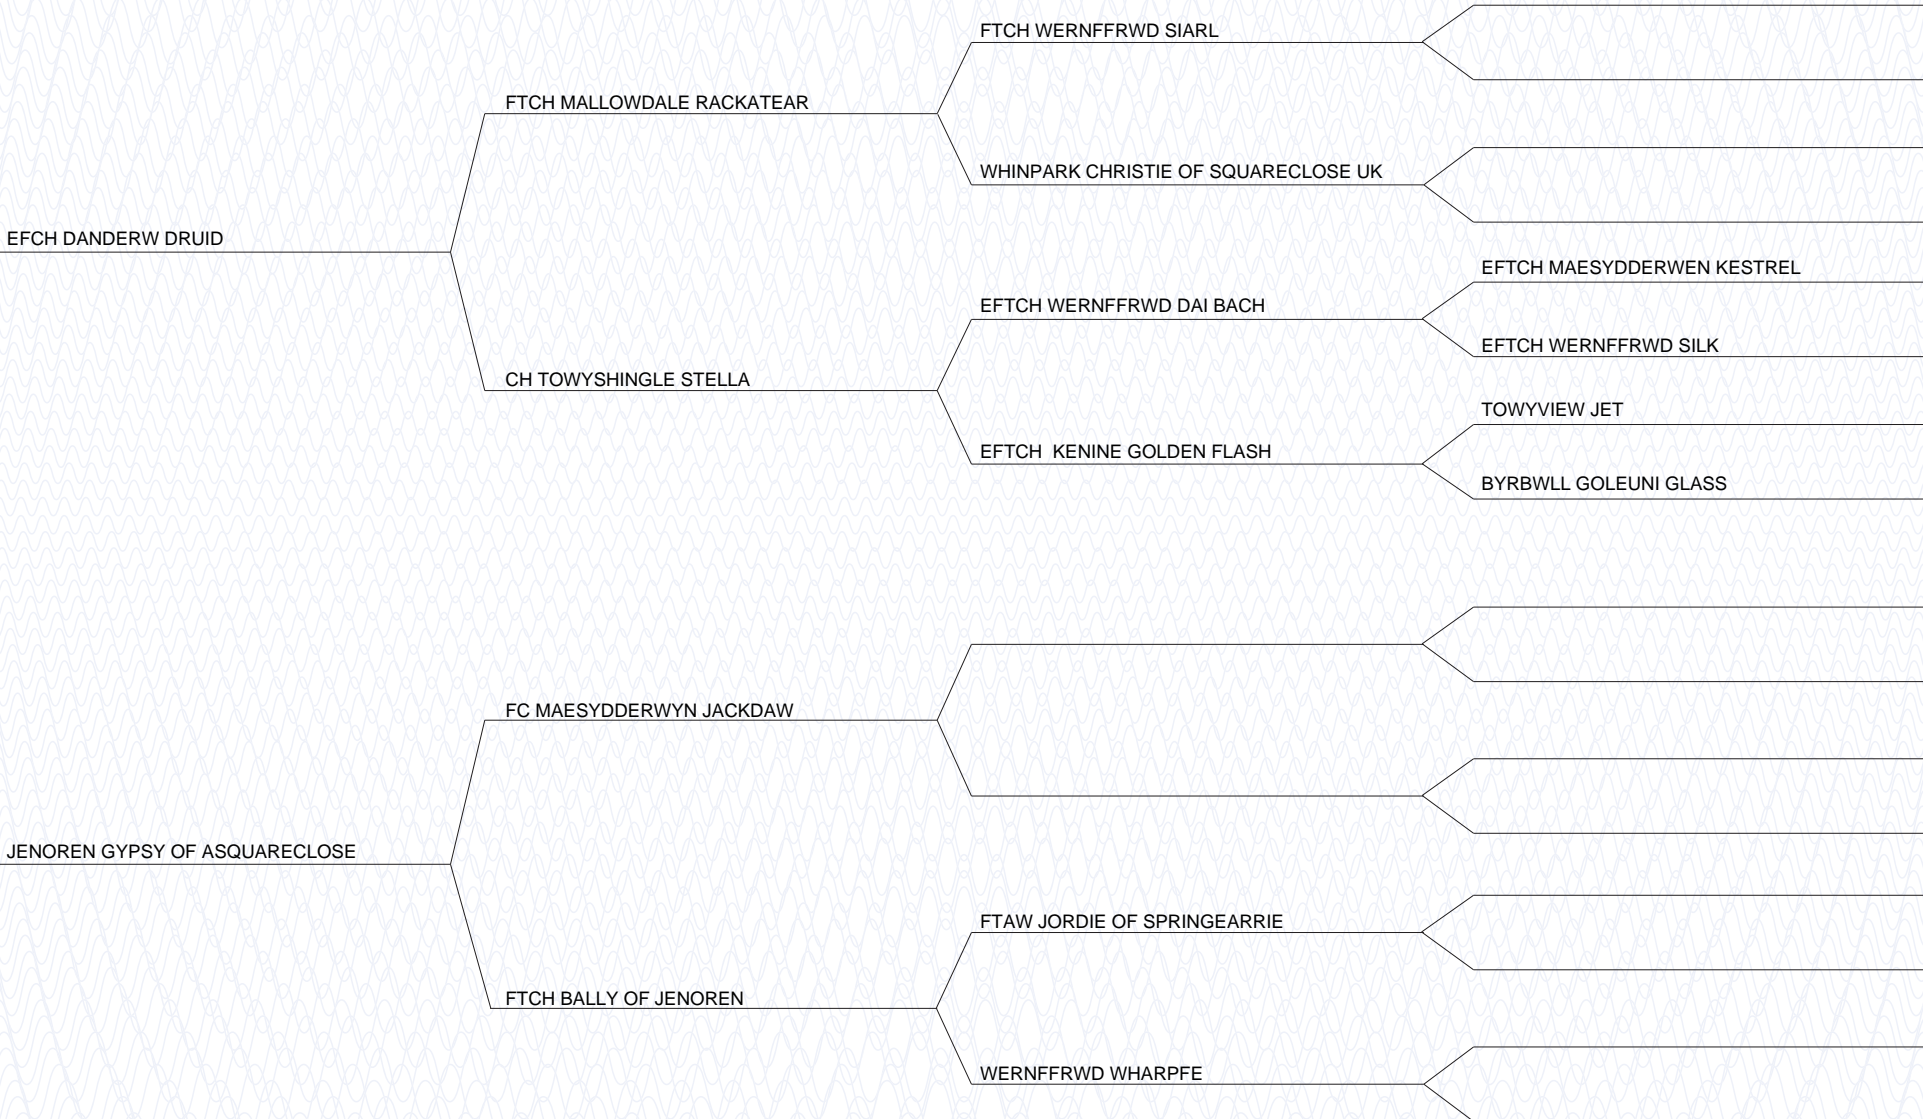 FTCH WERNFFRWD SIARL
FTCH MALLOWDALE RACKATEAR
WHINPARK CHRISTIE OF SQUARECLOSE UK
EFCH DANDERW DRUID
EFTCH MAESYDDERWEN KESTREL
EFTCH WERNFFRWD DAI BACH
EFTCH WERNFFRWD SILK
CH TOWYSHINGLE STELLA
TOWYVIEW JET
EFTCH  KENINE GOLDEN FLASH
BYRBWLL GOLEUNI GLASS
FC MAESYDDERWYN JACKDAW
JENOREN GYPSY OF ASQUARECLOSE
FTAW JORDIE OF SPRINGEARRIE
FTCH BALLY OF JENOREN
WERNFFRWD WHARPFE